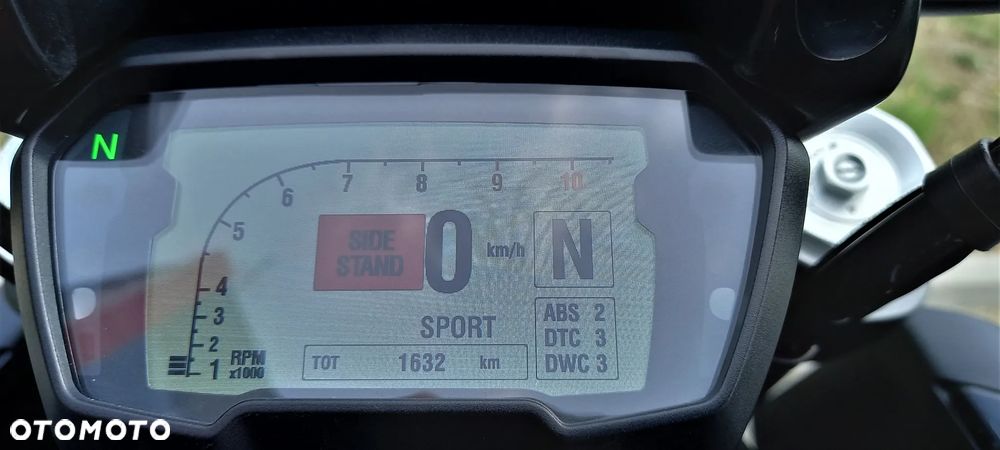 N
7 8 9 10
6
5
4
3
2
1
RPM
x1000
SIDE
STAND
0 km/h
N
SPORT
TOT 1632 km
ABS 2
DTC 3
DWC 3
OTOMOTO